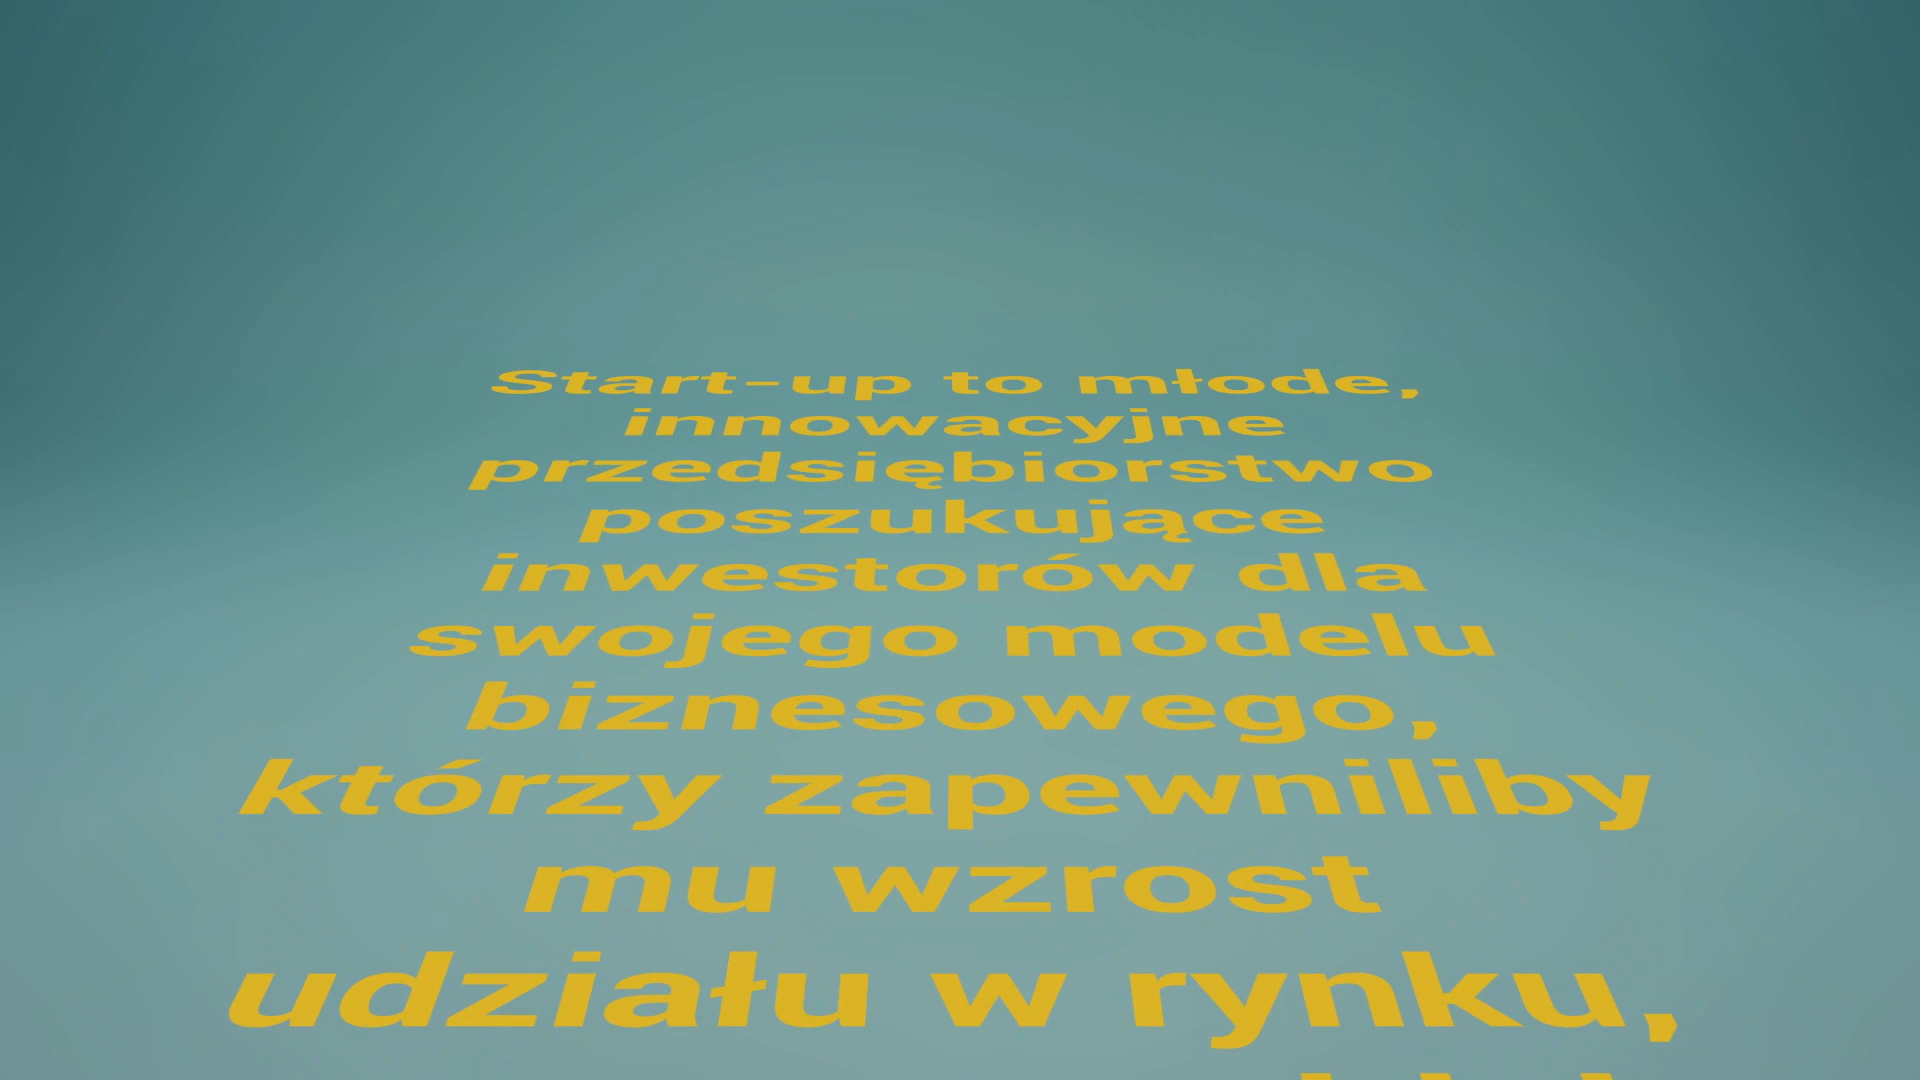 Start-up to młode,
innowacyjne
przedsiębiorstwo
poszukujące
inwestorów dla
swojego modelu
biznesowego,
którzy zapewniliby
mu wzrost
udziału w rynku,